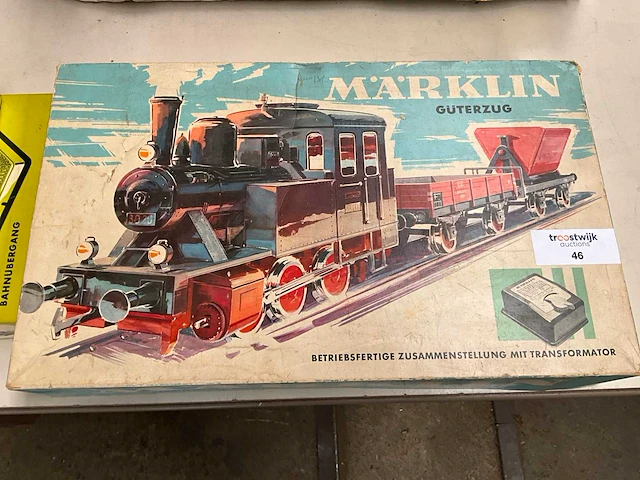 MÄRKLIN
GÜTERZUG
troostwijk
auctions
46
BETRIEBSFERTIGE ZUSAMMENSTELLUNG MIT TRANSFORMATOR
BAHNÜBERGANG